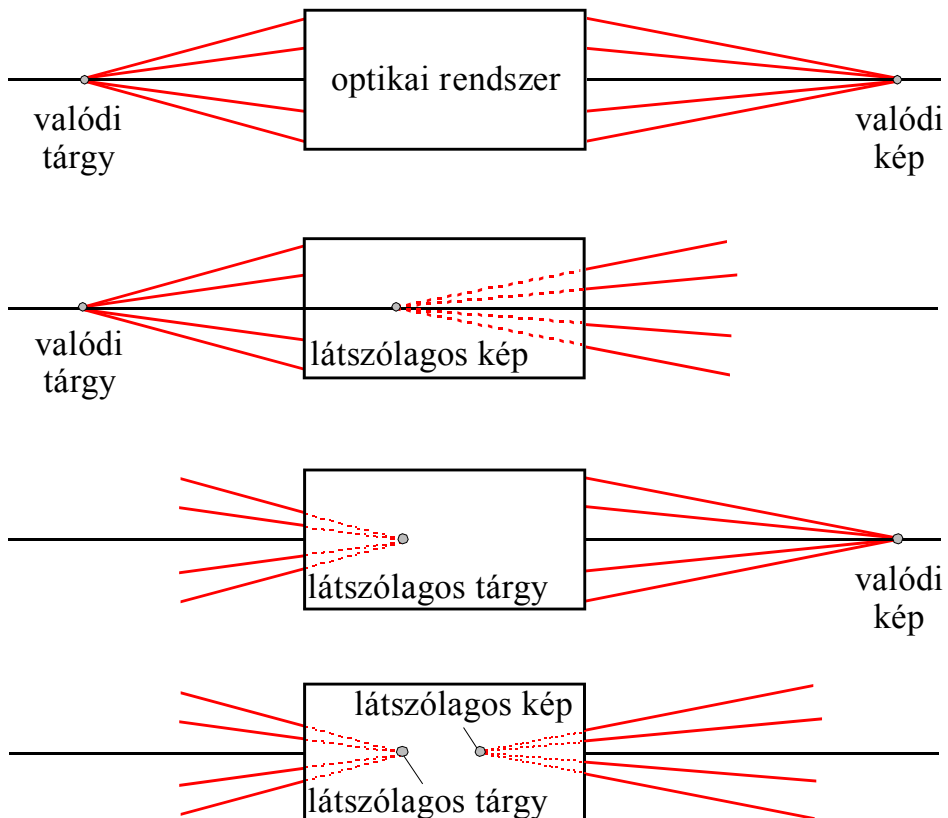 optikai rendszer
valódi
tárgy
valódi
kép
valódi
tárgy
látszólagos kép
látszólagos tárgy
valódi
kép
látszólagos kép
látszólagos tárgy